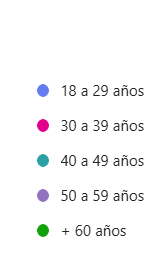 18 a 29 años
30 a 39 años
40 a 49 años
50 a 59 años
+ 60 años